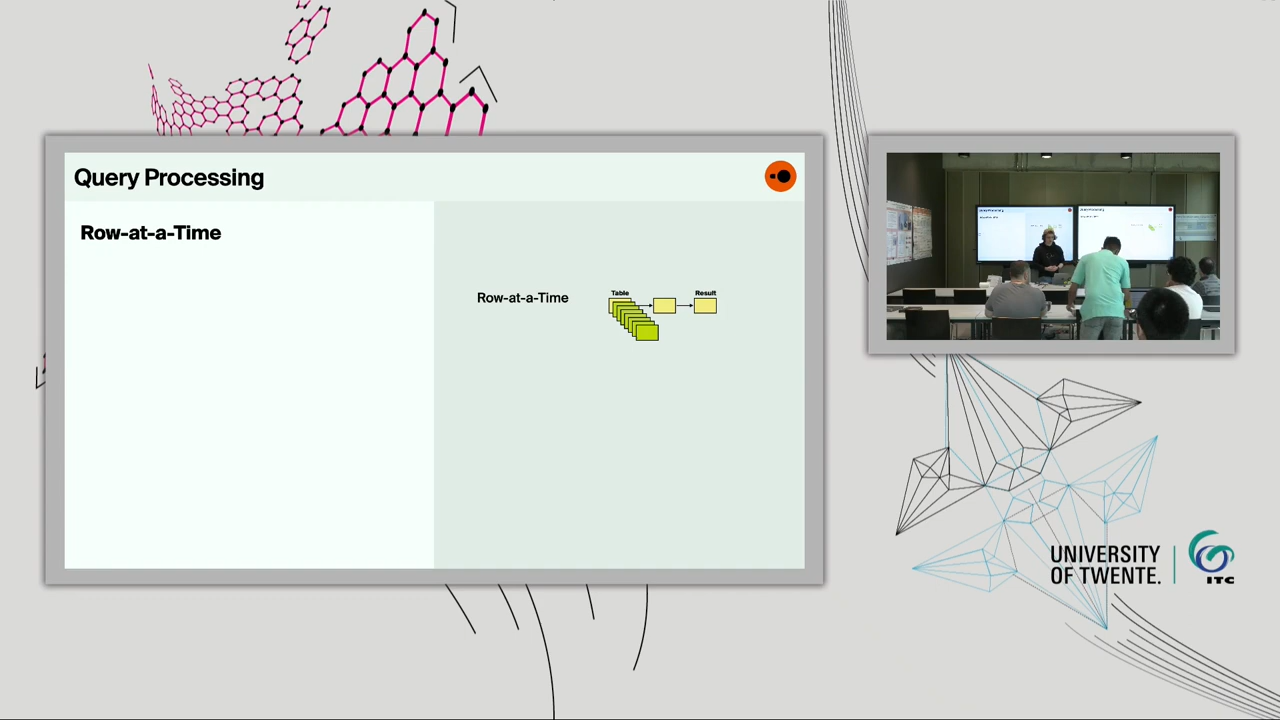 Query Processing
Row-at-a-Time
Row-at-a-Time
Table
Result
UNIVERSITY
OF TWENTE.
ITC